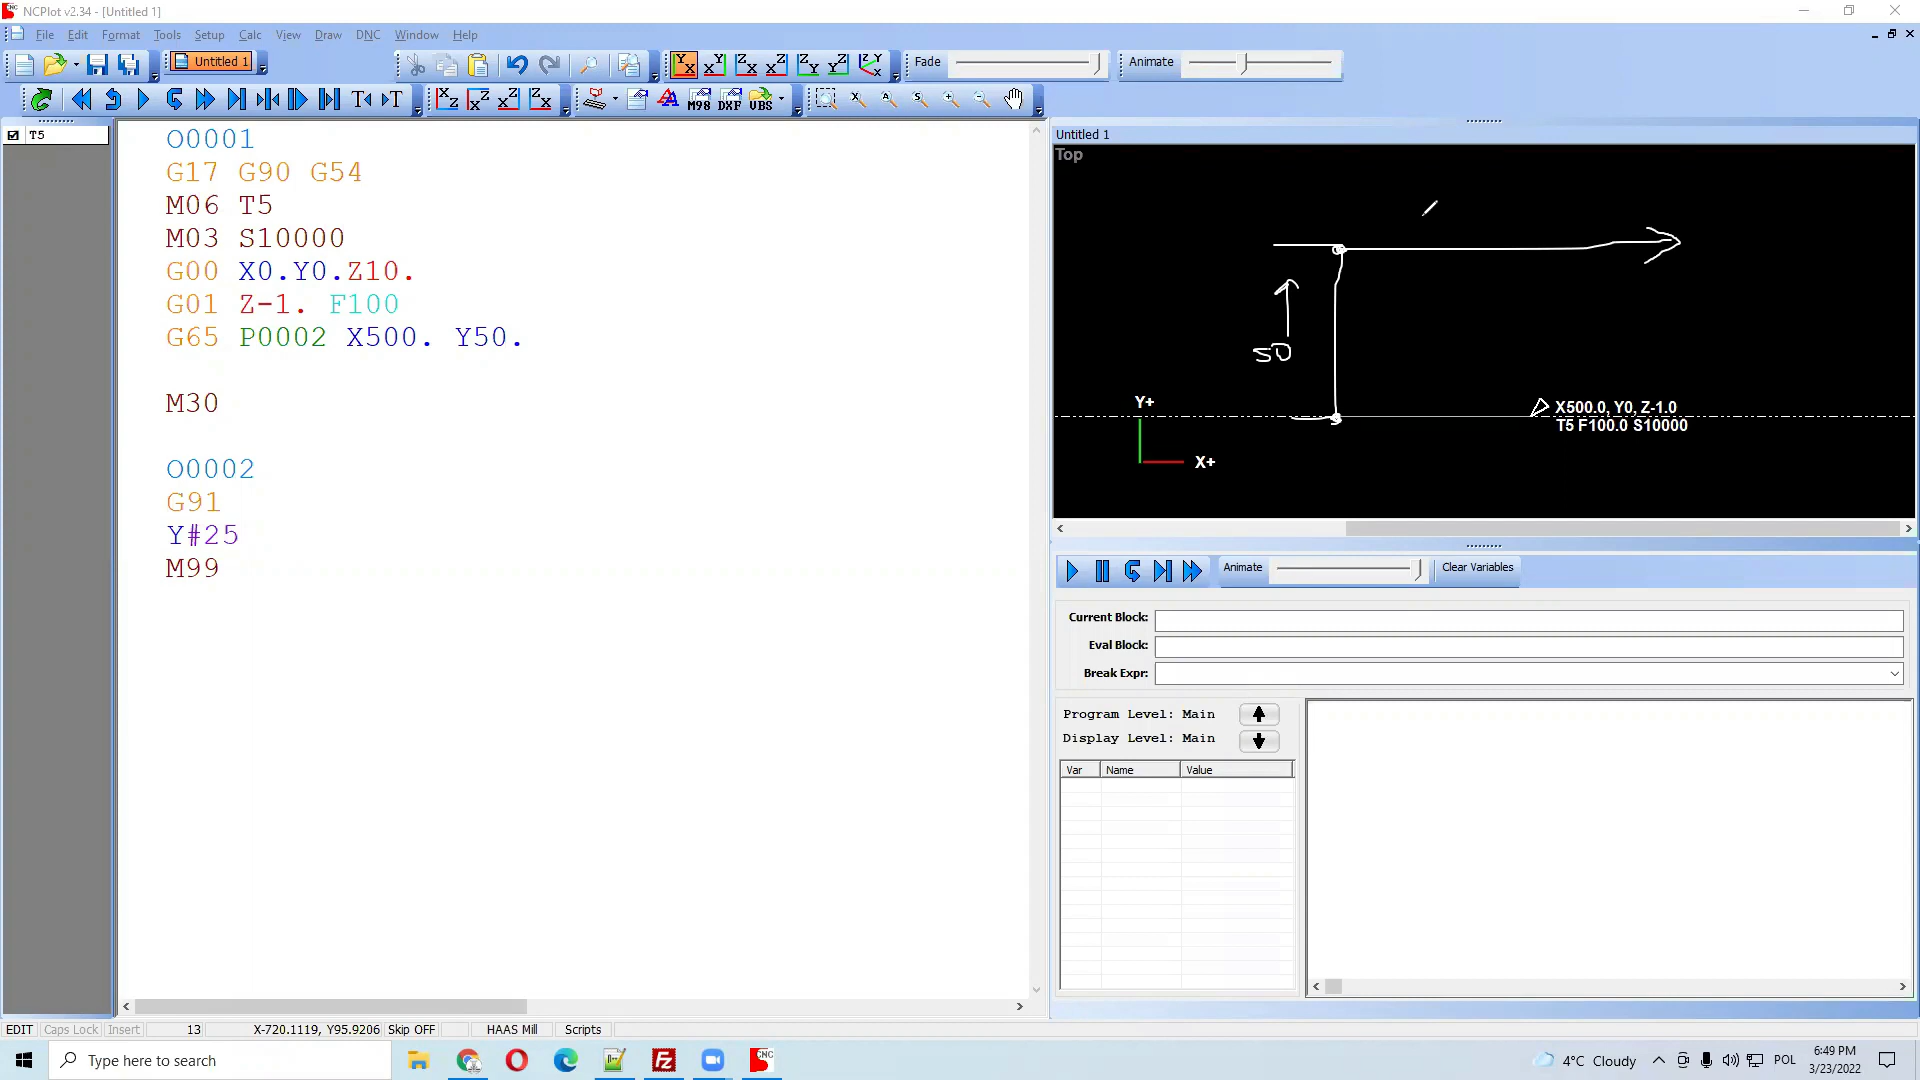 NCPlot v2.34 - [Untitled 1]
File Edit Format Tools Setup Calc View Draw DNC Window Help
Untitled 1
Fade
Animate
M98 DXF VBS
T5
O0001
G17 G90 G54
M06 T5
M03 S10000
G00 X0.Y0.Z10.
G01 Z-1. F100
G65 P0002 X500. Y50.
M30
O0002
G91
Y#25
M99
Untitled 1
Top
50
Y+
X+
X500.0, Y0, Z-1.0
T5 F100.0 S10000
Animate
Clear Variables
Current Block:
Eval Block:
Break Expr:
Program Level: Main
Display Level: Main
Var Name Value
EDIT Caps Lock Insert 13 X-720.1119, Y95.9206 Skip OFF HAAS Mill Scripts
Type here to search
4°C Cloudy
POL
6:49 PM
3/23/2022